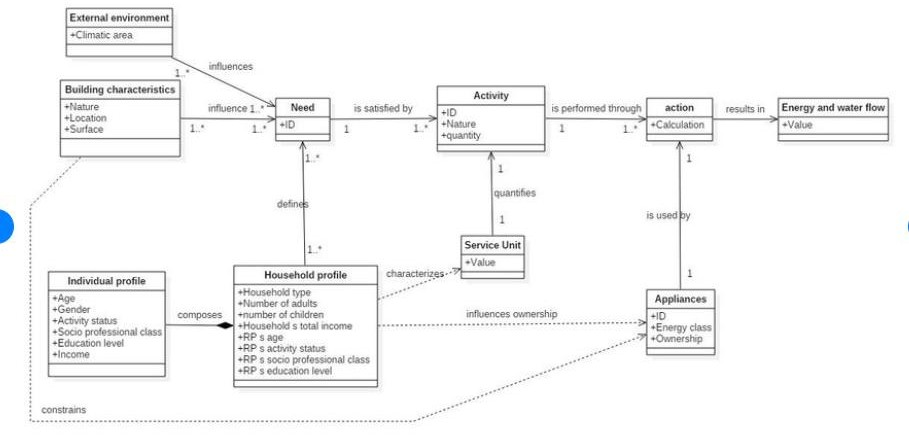 External environment
+Climatic area
influences
1..*
Building characteristics
+Nature
+Location
+Surface
influence 1..*
1..*
1..*
Need
+ID
is satisfied by
1
1..*
Activity
+ID
+Nature
+quantity
is performed through
1
1..*
action
+Calculation
results in
Energy and water flow
+Value
1..*
defines
1..*
1
quantifies
1
Service Unit
+Value
1
is used by
1
characterizes
Individual profile
+Age
+Gender
+Activity status
+Socio professional class
+Education level
+Income
composes
Household profile
+Household type
+Number of adults
+number of children
+Household s total income
+RP s age
+RP s activity status
+RP s socio professional class
+RP s education level
influences ownership
Appliances
+ID
+Energy class
+Ownership
constrains